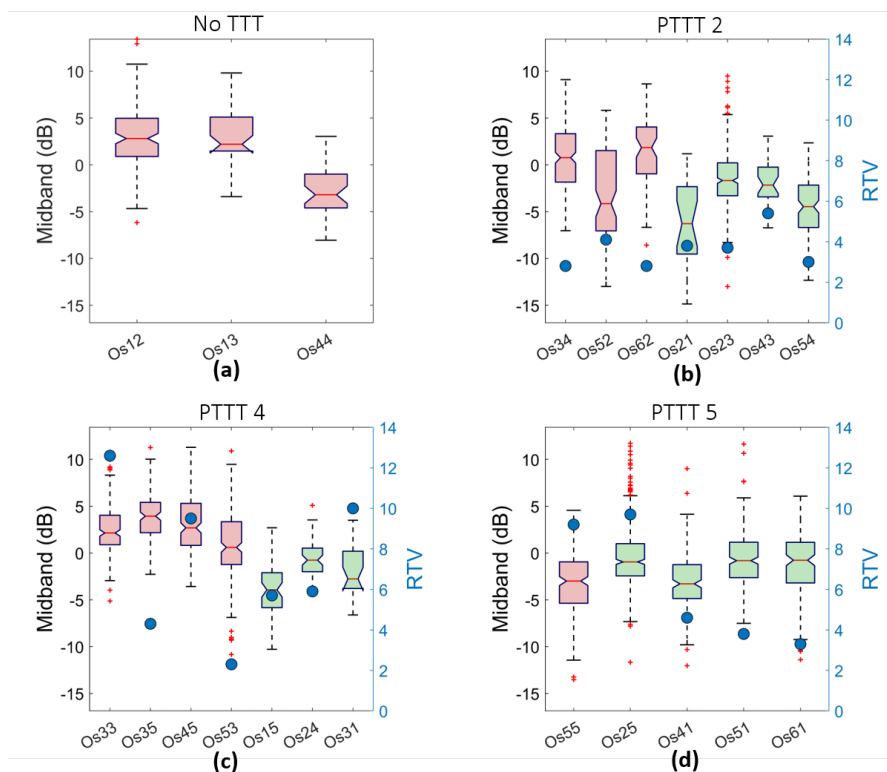 No TTT
10
5
0
-5
-10
-15
Midband (dB)
Os12
Os13
Os44
(a)
PTTT 2
10
5
0
-5
-10
-15
Midband (dB)
14
12
10
8
6
4
2
0
RTV
Os34
Os52
Os62
Os21
Os23
Os43
Os54
(b)
PTTT 4
10
5
0
-5
-10
-15
Midband (dB)
14
12
10
8
6
4
2
0
RTV
Os33
Os35
Os45
Os53
Os15
Os24
Os31
(c)
PTTT 5
10
5
0
-5
-10
-15
Midband (dB)
14
12
10
8
6
4
2
0
RTV
Os55
Os25
Os41
Os51
Os61
(d)